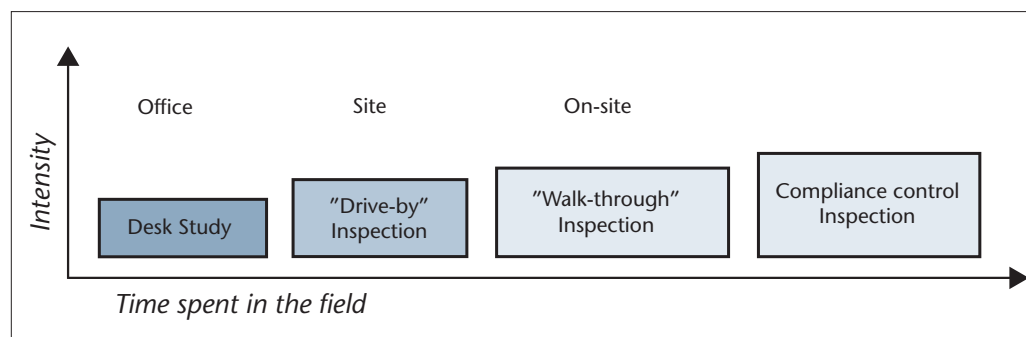 Office
Site
On-site
Intensity
Desk Study
”Drive-by”
Inspection
”Walk-through”
Inspection
Compliance control
Inspection
Time spent in the field